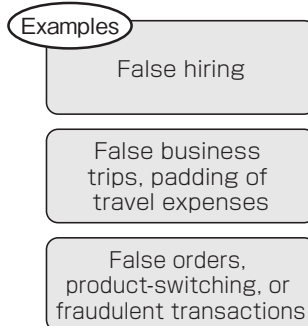 Examples
False hiring
False business
trips, padding of
travel expenses
False orders,
product-switching, or
fraudulent transactions